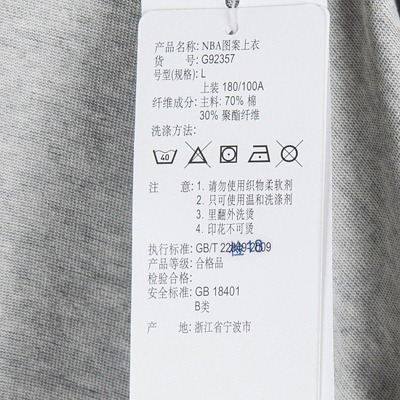 产品名称: NBA图案上衣
货 号: G92357
号型(规格): L
上装 180/100A
纤维成分: 主料: 70% 棉
30% 聚酯纤维
洗涤方法:
40
注 意: 1. 请勿使用织物柔软剂
2. 只可使用温和洗涤剂
3. 里翻外洗烫
4. 印花不可烫
执行标准: GB/T
2009
检18
产品等级: 合格品
检验合格:
安全标准: GB 18401
B类
产 地: 浙江省宁波市